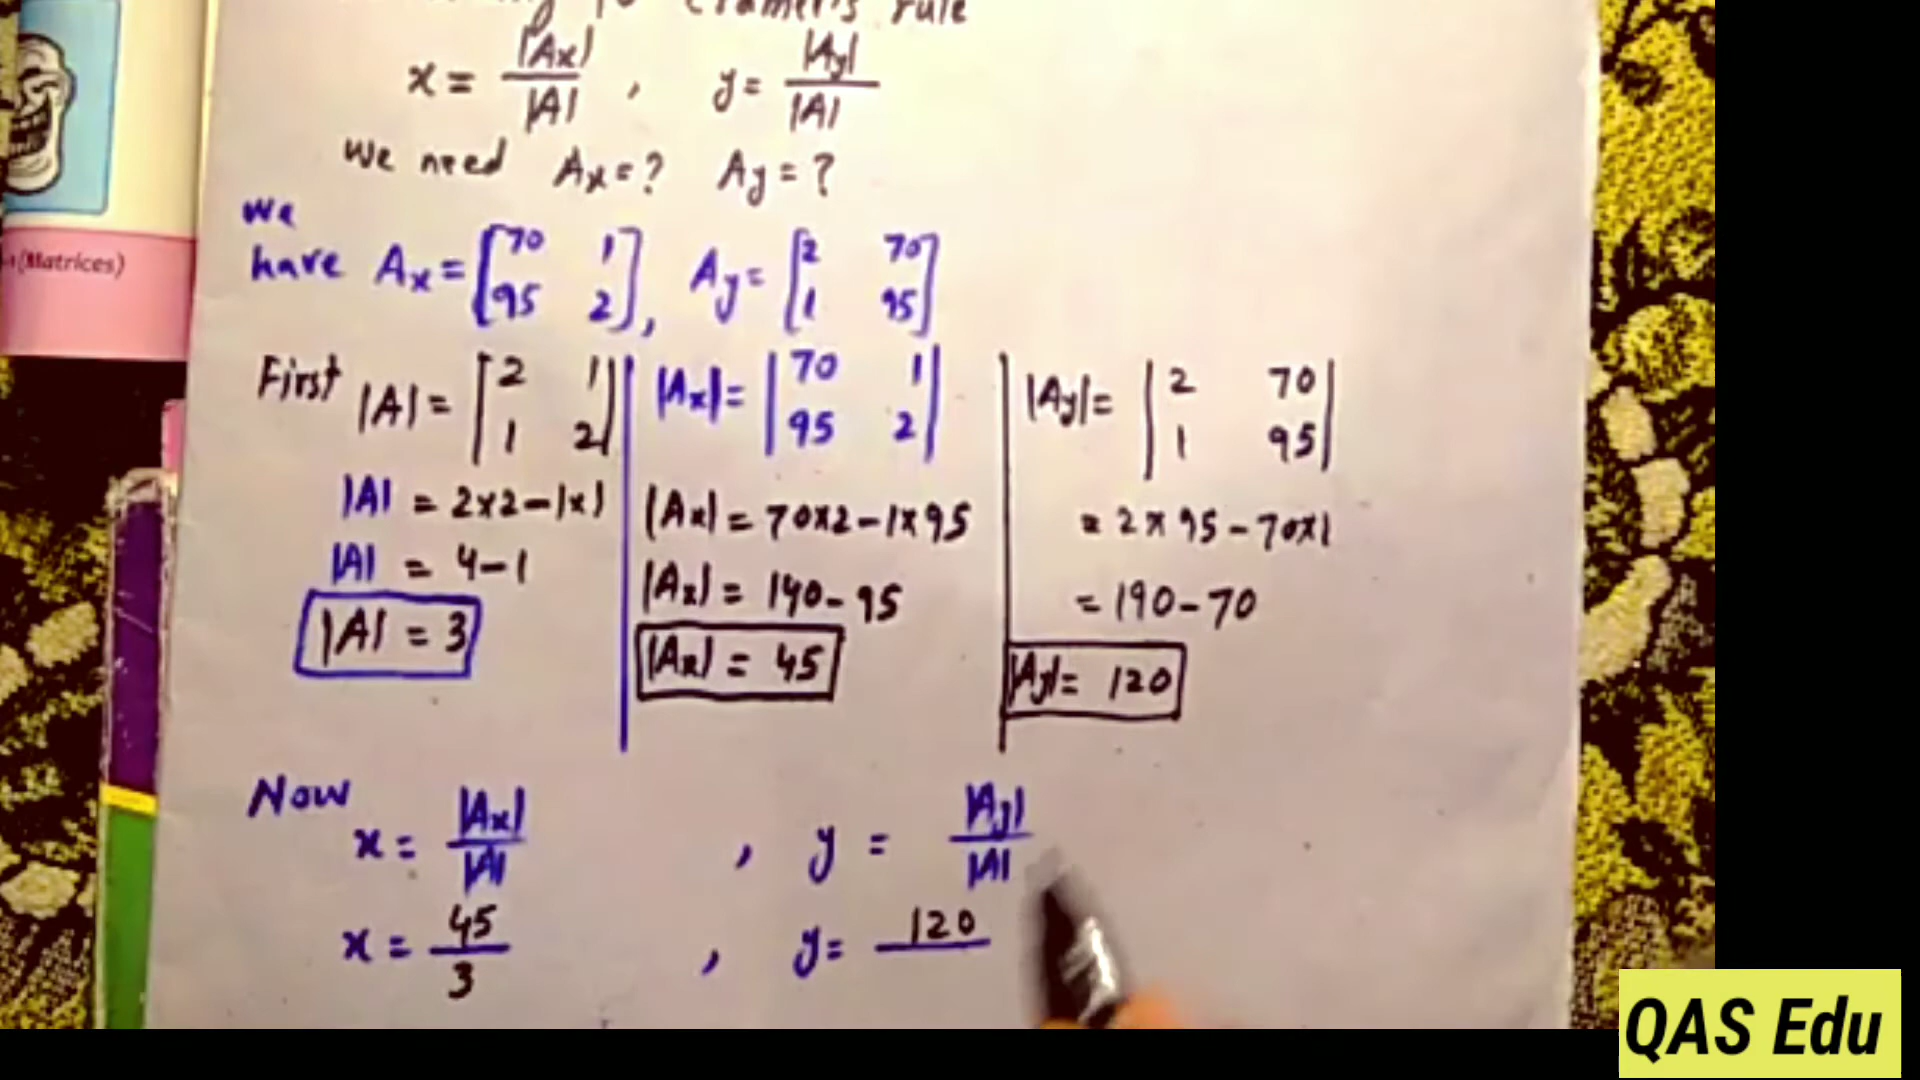 to Cramer's rule
x = |Ax| / |A| , y = |Ay| / |A|
We need Ax = ? Ay = ?
we
have Ax = [70 1 / 95 2], Ay = [2 70 / 1 95]
First |A| = [2 1 / 1 2|
|A| = 2×2-1×1
|A| = 4-1
|A| = 3
|Ax| = |70 1 / 95 2|
|Ax| = 70×2-1×95
|Ax| = 140-95
|Ax| = 45
|Ay| = |2 70 / 1 95|
= 2×95-70×1
= 190-70
|Ay| = 120
Now
x = |Ax| / |A| , y = |Ay| / |A|
x = 45 / 3 , y = 120 /
(Matrices)
QAS Edu